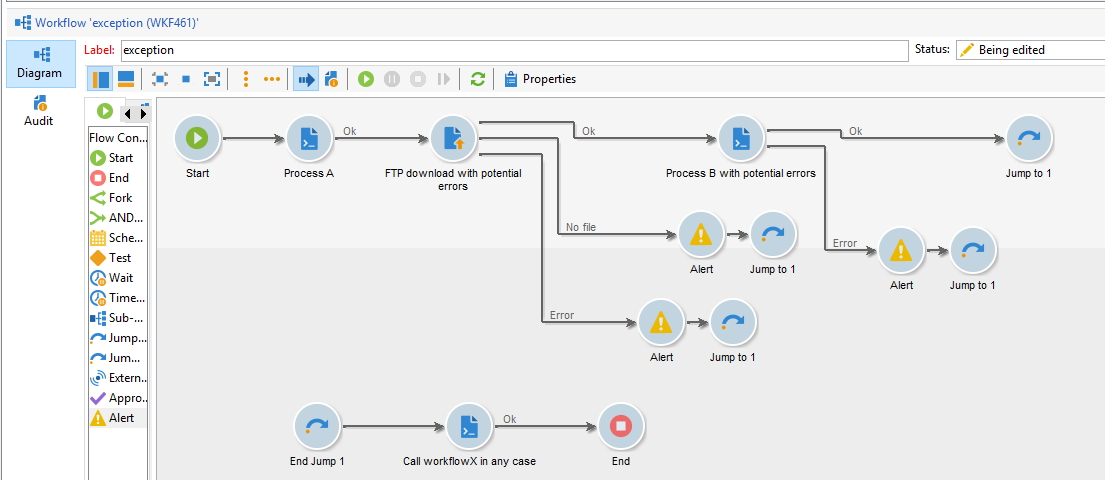 Workflow 'exception (WKF461)'
Label: exception
Status: Being edited
Diagram
Audit
Properties
Flow Con...
Start
End
Fork
AND...
Sche...
Test
Wait
Time...
Sub-...
Jump...
Jum...
Extern...
Appro...
Alert
Start
Process A
Ok
FTP download with potential
errors
Ok
Process B with potential errors
Ok
Jump to 1
No file
Alert
Jump to 1
Error
Alert
Jump to 1
Error
Alert
Jump to 1
End Jump 1
Call workflowX in any case
Ok
End